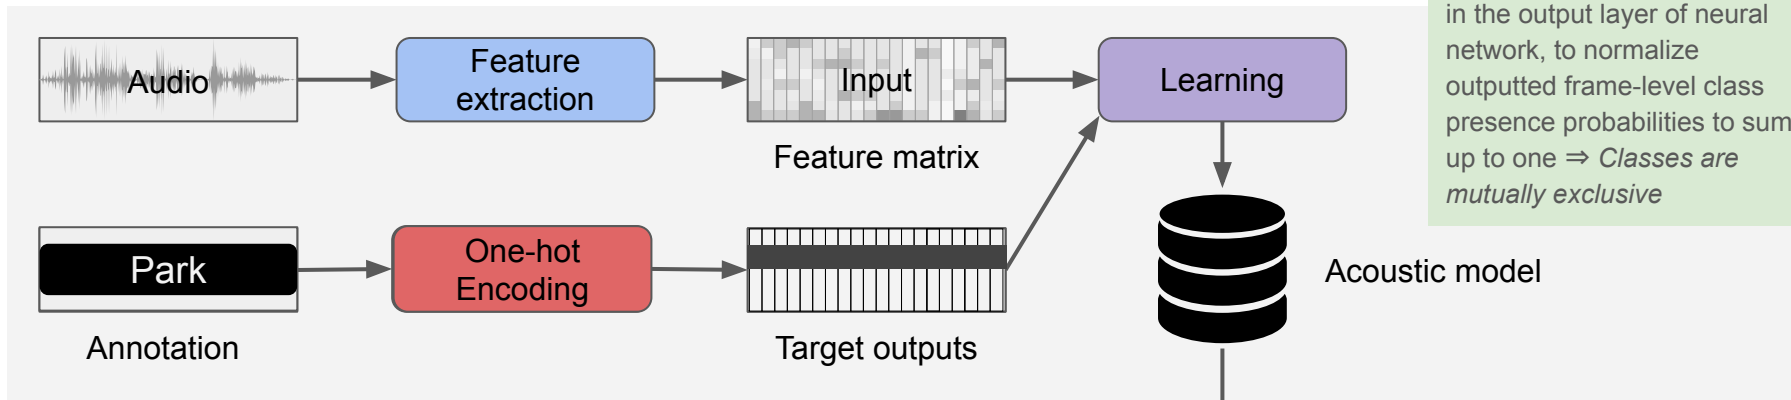 Audio
Feature
extraction
Input
Feature matrix
Learning
in the output layer of neural
network, to normalize
outputted frame-level class
presence probabilities to sum
up to one ⇒ Classes are
mutually exclusive
Park
Annotation
One-hot
Encoding
Target outputs
Acoustic model